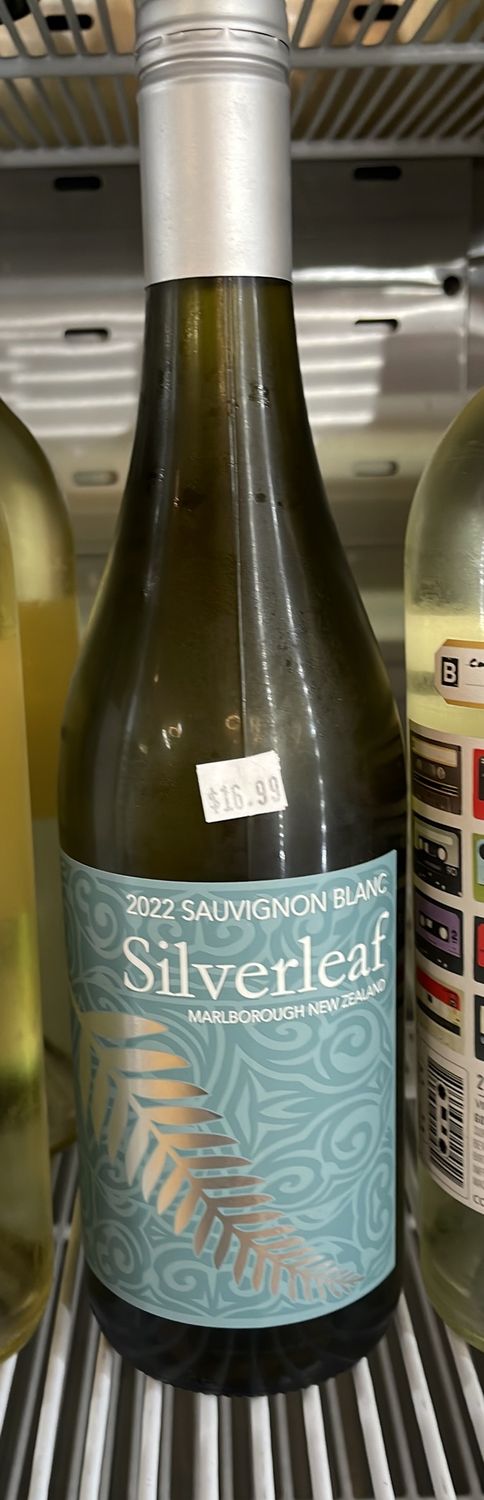 $16.99
2022 SAUVIGNON BLANC
Silverleaf
MARLBOROUGH NEW ZEALAND
B